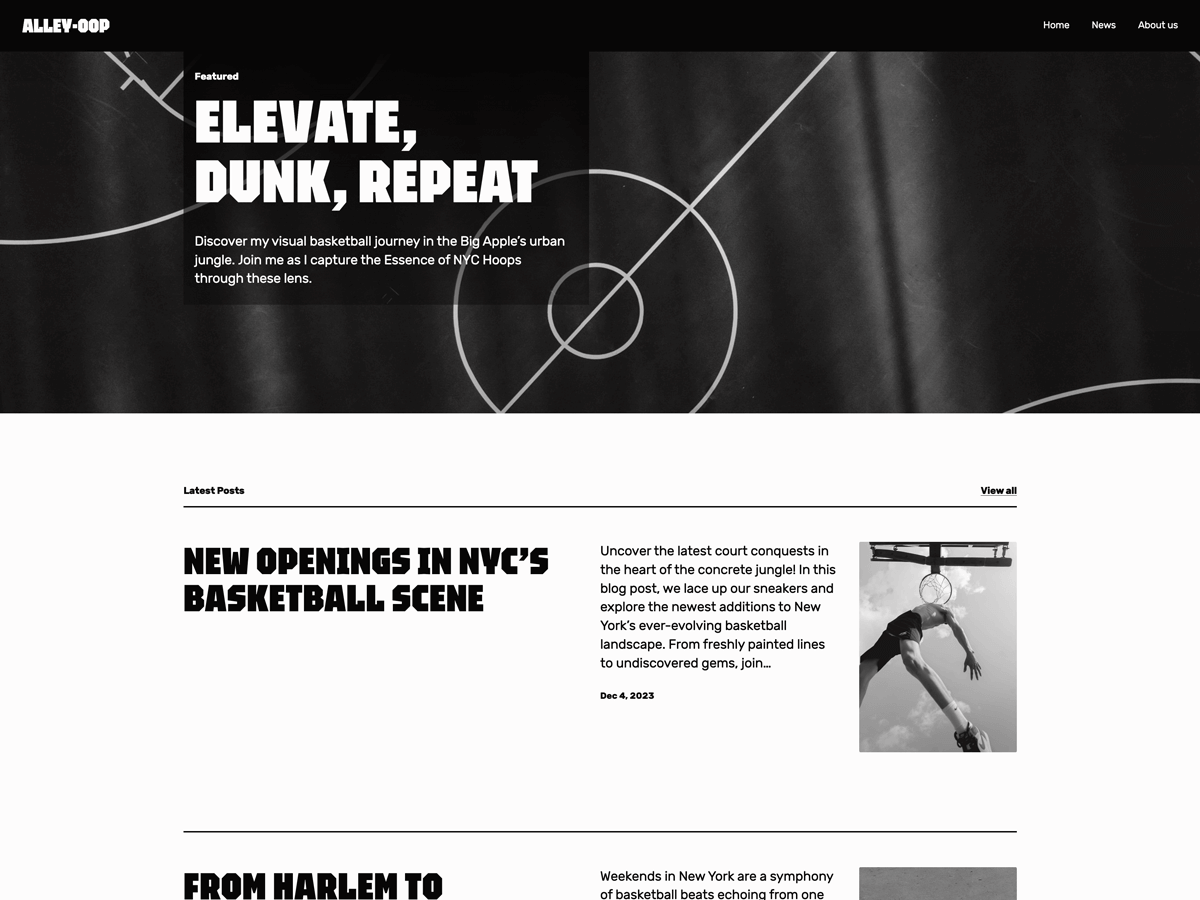 ALLEY-OOP
Home News About us
Featured
ELEVATE,
DUNK, REPEAT
Discover my visual basketball journey in the Big Apple’s urban
jungle. Join me as I capture the Essence of NYC Hoops
through these lens.
Latest Posts
View all
NEW OPENINGS IN NYC’S
BASKETBALL SCENE
Uncover the latest court conquests in
the heart of the concrete jungle! In this
blog post, we lace up our sneakers and
explore the newest additions to New
York’s ever-evolving basketball
landscape. From freshly painted lines
to undiscovered gems, join…
Dec 4, 2023
FROM HARLEM TO
Weekends in New York are a symphony
of basketball beats echoing from one